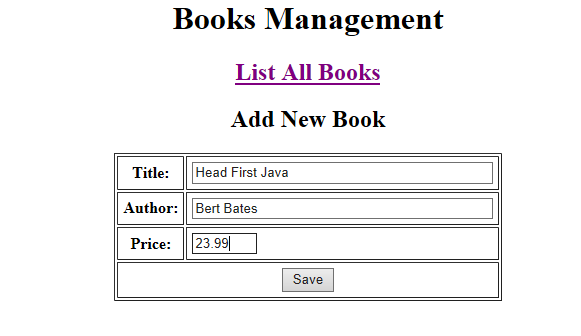 Books Management
List All Books
Add New Book
Title: Head First Java
Author: Bert Bates
Price: 23.99
Save